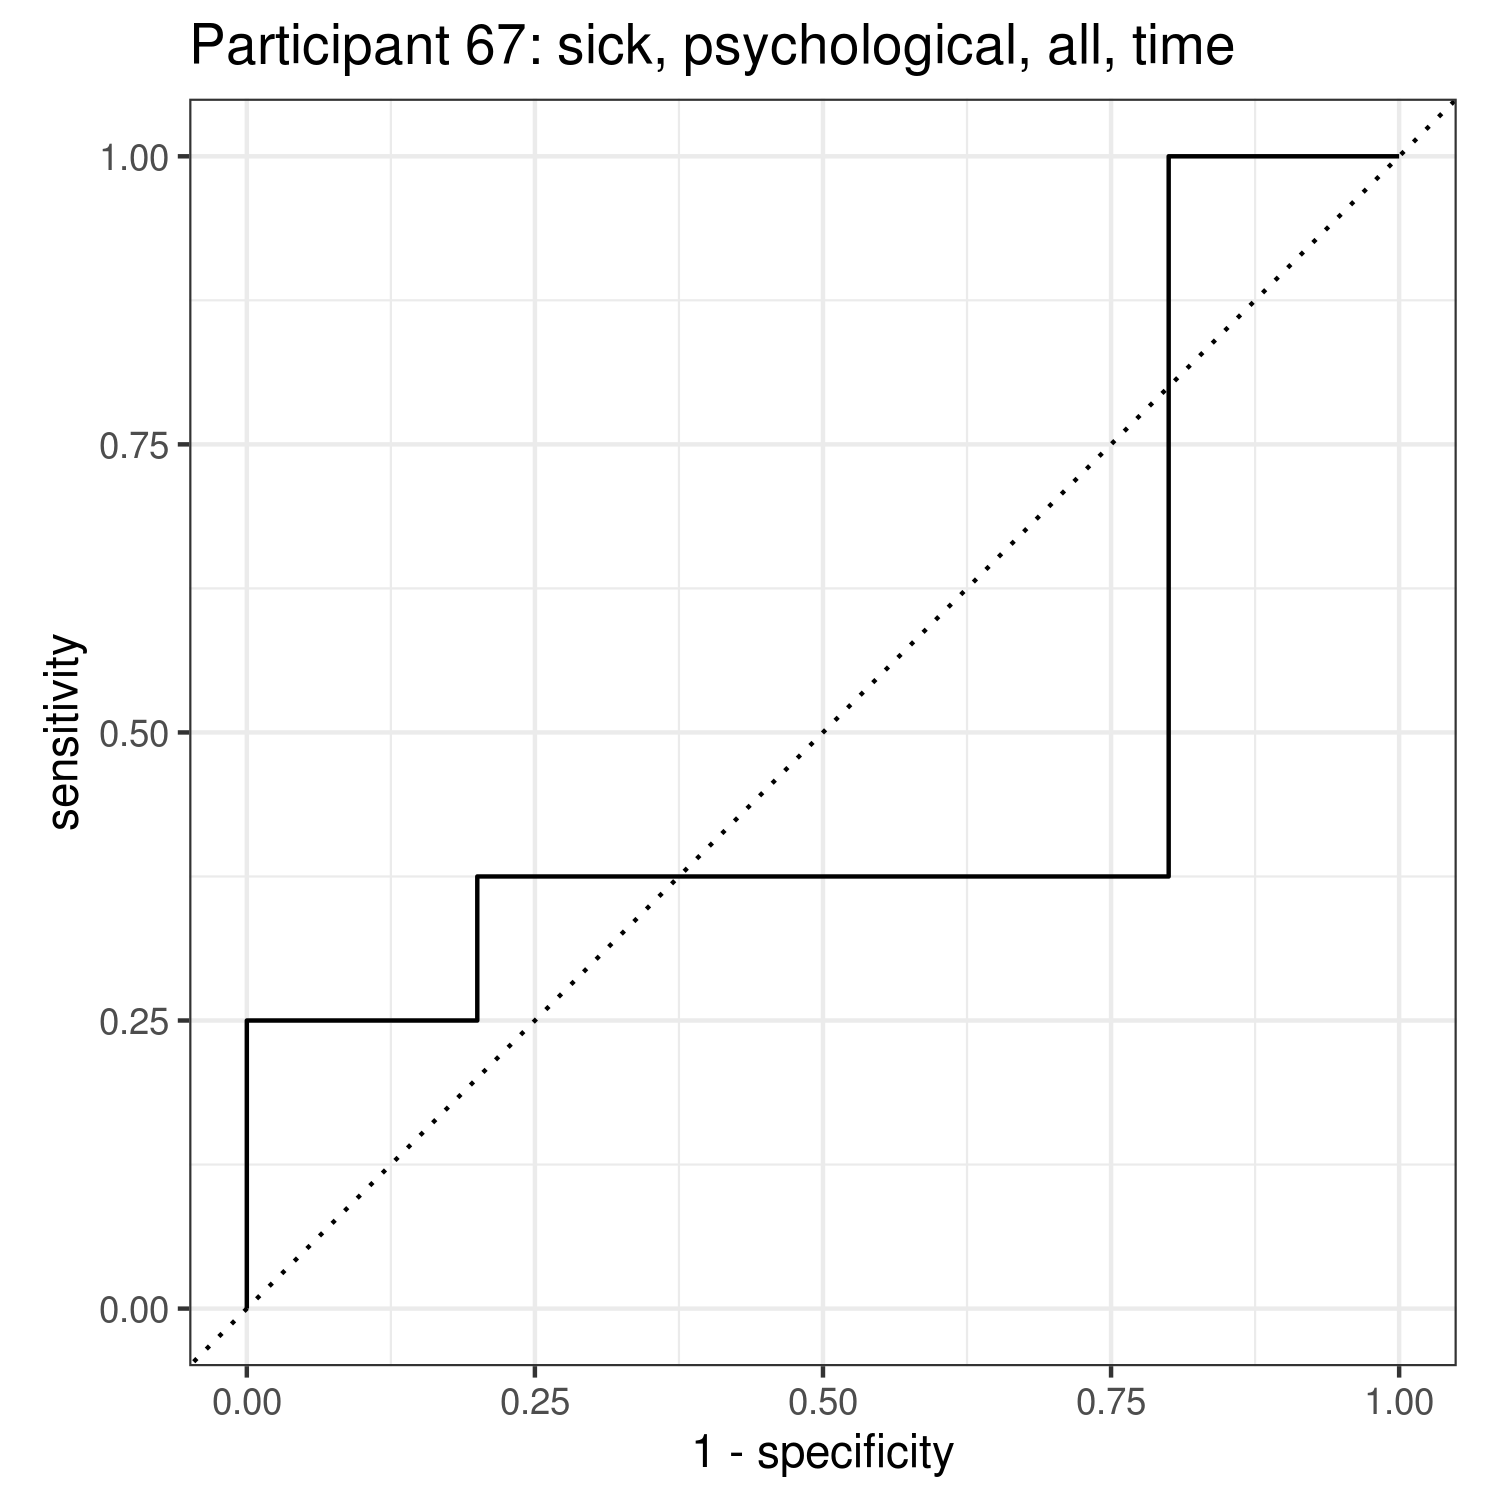 Participant 67: sick, psychological, all, time
1.00
0.75
0.50
0.25
0.00
sensitivity
0.00 0.25 0.50 0.75 1.00
1 - specificity